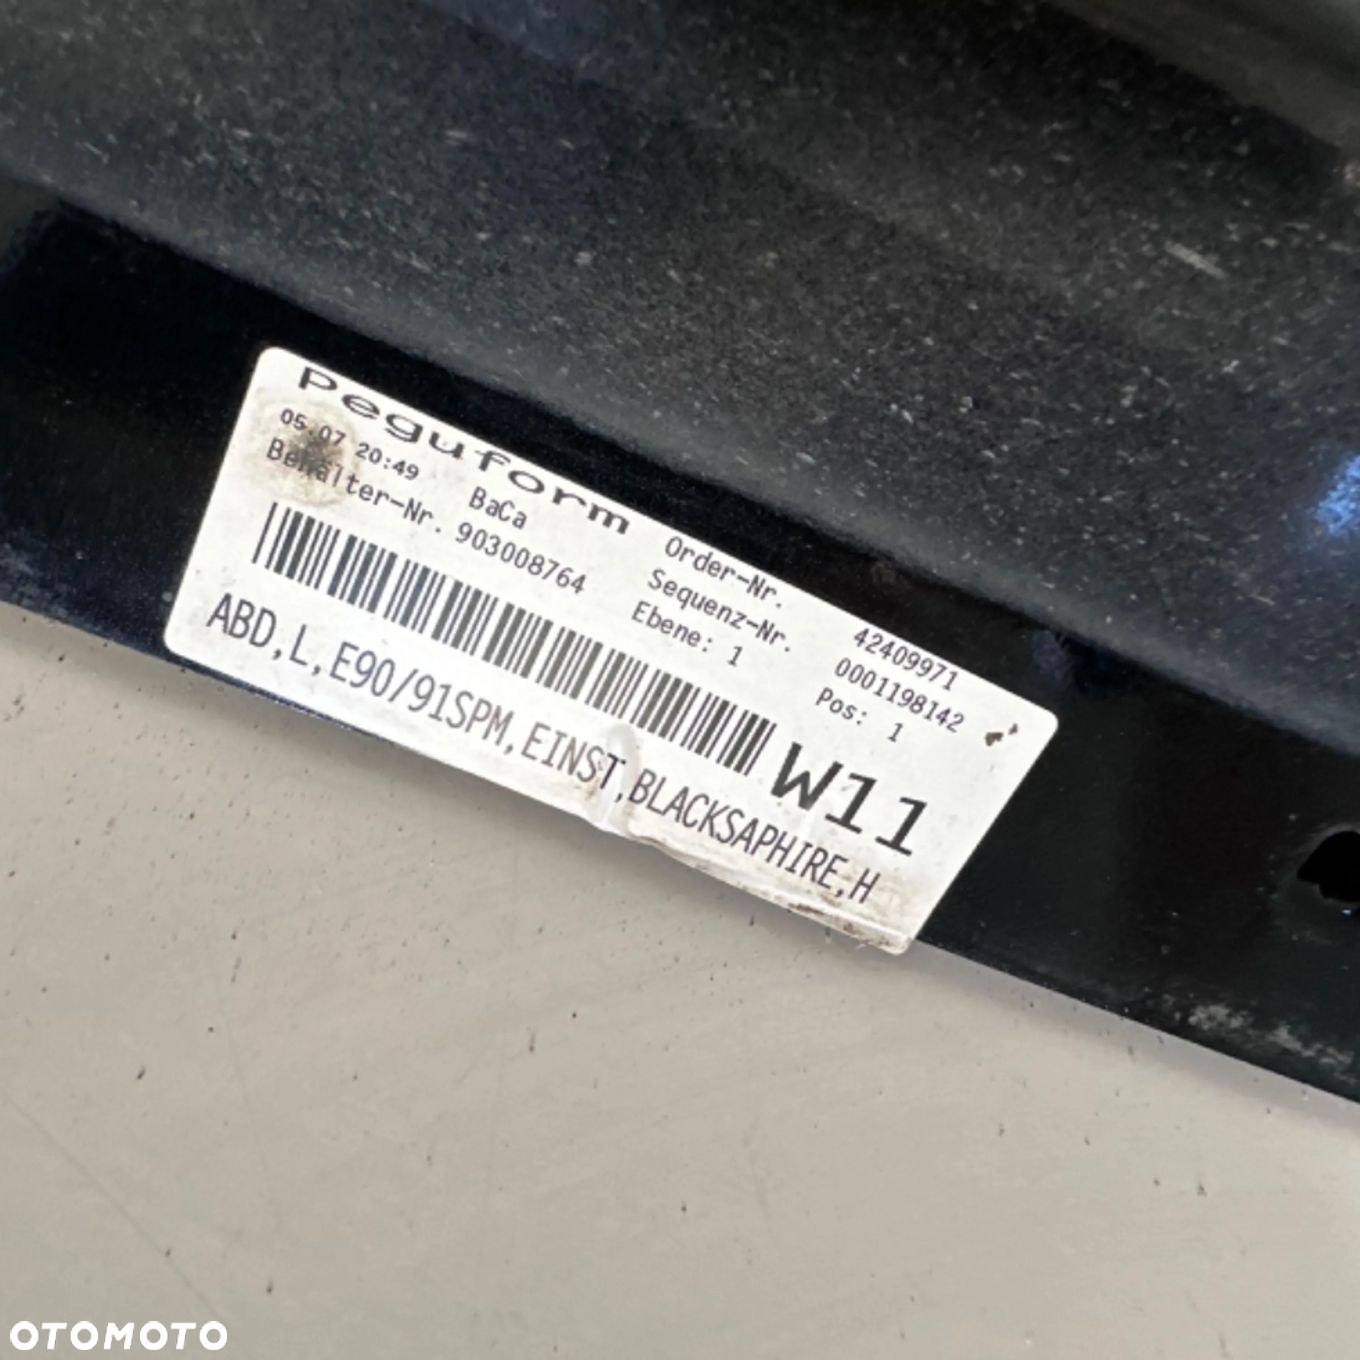 Peguform
05.07 20:49 BaCa
Behälter-Nr. 903008764
Order-Nr. 42409971
Sequenz-Nr. 0001198142
Ebene: 1 Pos: 1
W11
ABD,L,E90/91SPM,EINST,BLACKSAPHIRE,H
OTOMOTO